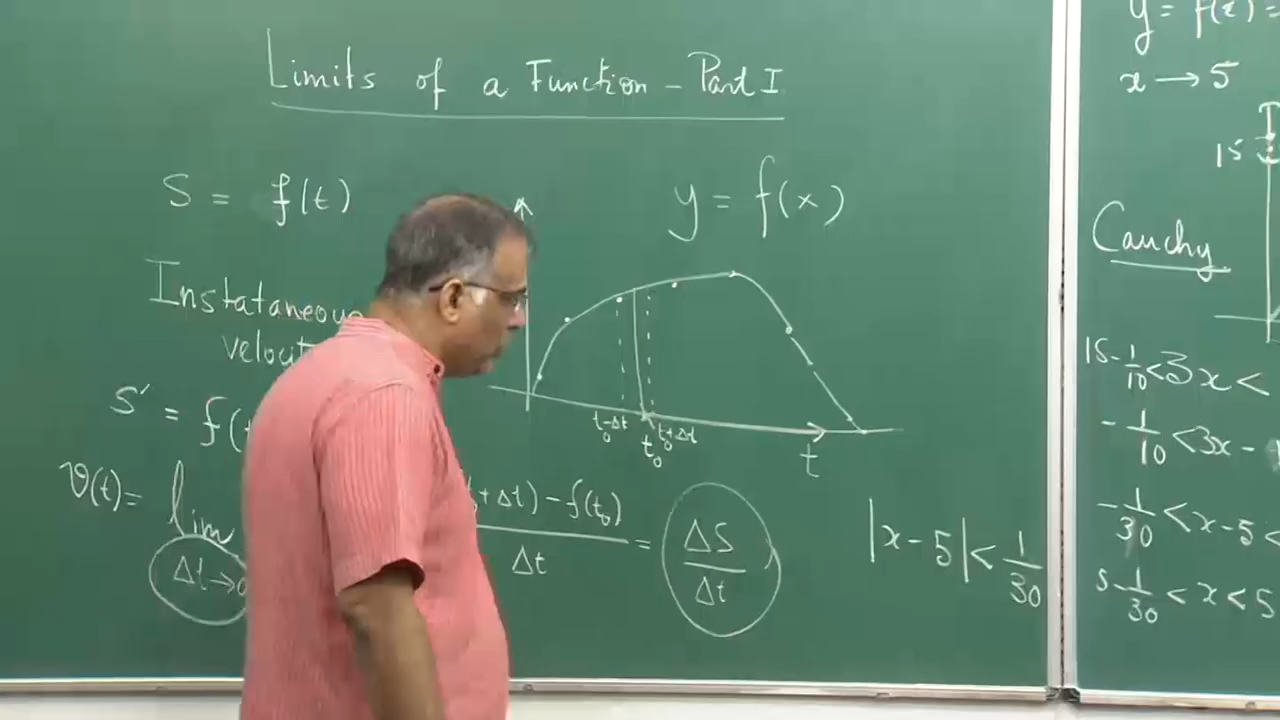 Limits of a Function – Part I
S = f(t)
y = f(x)
Instataneous
velocit
s′ = f(t
v(t) = lim
Δt→0
+Δt) – f(t₀)
Δt
= ΔS
Δt
t₀-Δt
t₀+Δt
t₀
t
|x-5| < 1/30
y = f(x) =
x → 5
15
Cauchy
15-1/10 < 3x <
-1/10 < 3x -
-1/30 < x-5 <
5-1/30 < x < 5